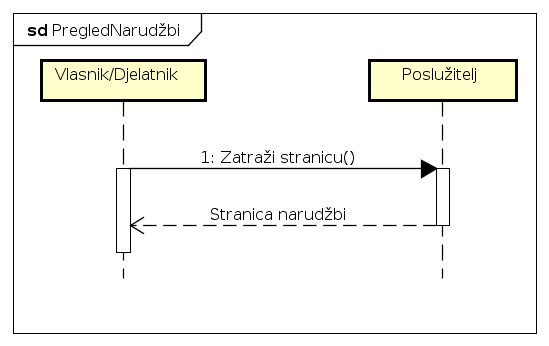 sd PregledNarudžbi
Vlasnik/Djelatnik
Poslužitelj
1: Zatraži stranicu()
Stranica narudžbi